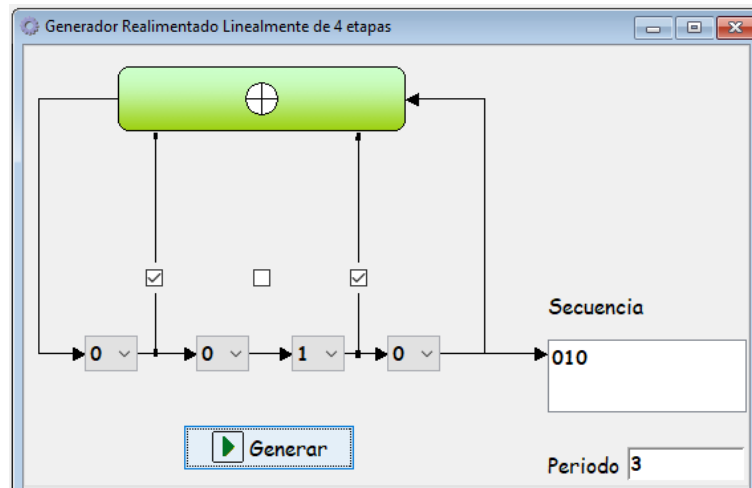 Generador Realimentado Linealmente de 4 etapas
0 0 1 0
Secuencia
010
Generar
Periodo 3